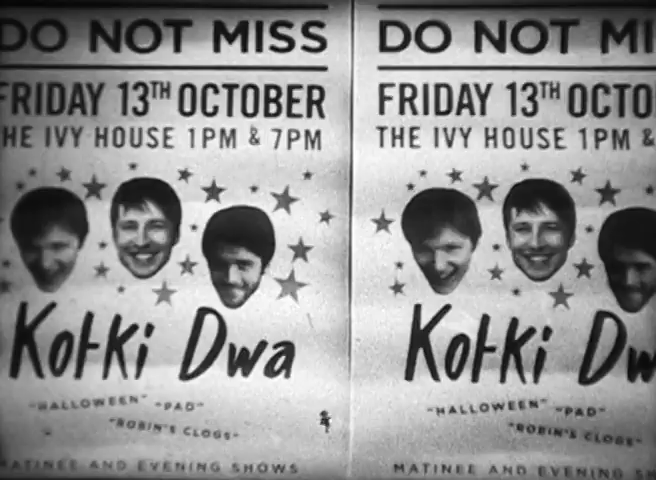 DO NOT MISS
FRIDAY 13TH OCTOBER
HE IVY HOUSE 1PM & 7PM
Kotki Dwa
"HALLOWEEN" "PAD"
"ROBIN'S CLOGS"
MATINEE AND EVENING SHOWS
DO NOT MI
FRIDAY 13TH OCTO
THE IVY HOUSE 1PM &
Kotki Dw
"HALLOWEEN" "PAD"
"ROBIN'S CLOGS"
MATINEE AND EVENING SH